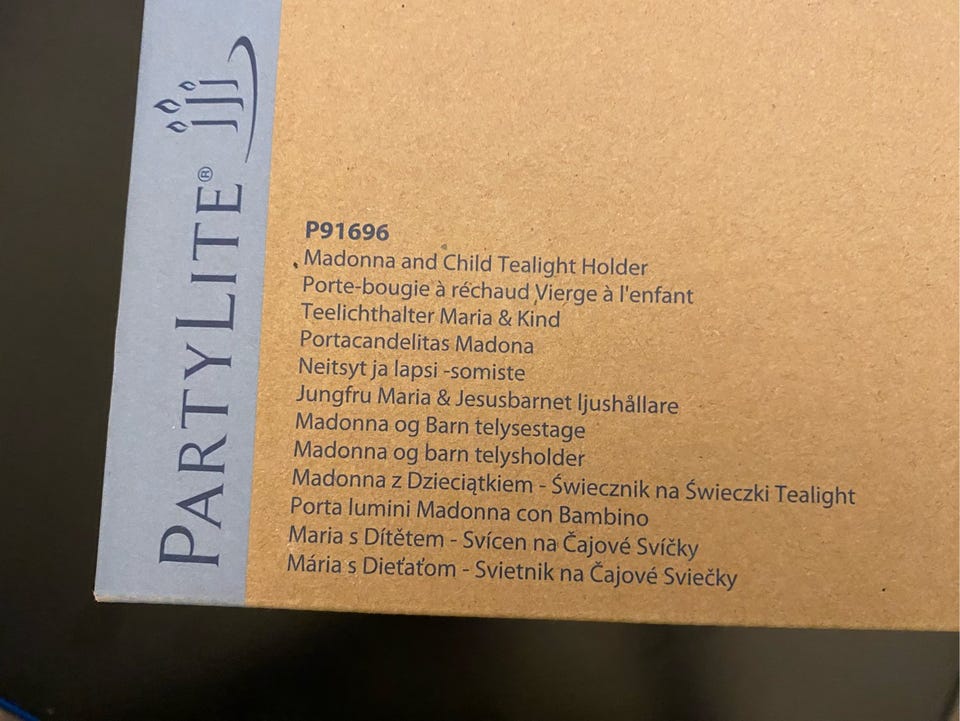 PARTYLITE®
P91696
Madonna and Child Tealight Holder
Porte-bougie à réchaud Vierge à l'enfant
Teelichthalter Maria & Kind
Portacandelitas Madona
Neitsyt ja lapsi -somiste
Jungfru Maria & Jesusbarnet ljushållare
Madonna og Barn telysestage
Madonna og barn telysholder
Madonna z Dzieciątkiem - Świecznik na Świeczki Tealight
Porta lumini Madonna con Bambino
Maria s Dítětem - Svícen na Čajové Svíčky
Mária s Dieťaťom - Svietnik na Čajové Sviečky